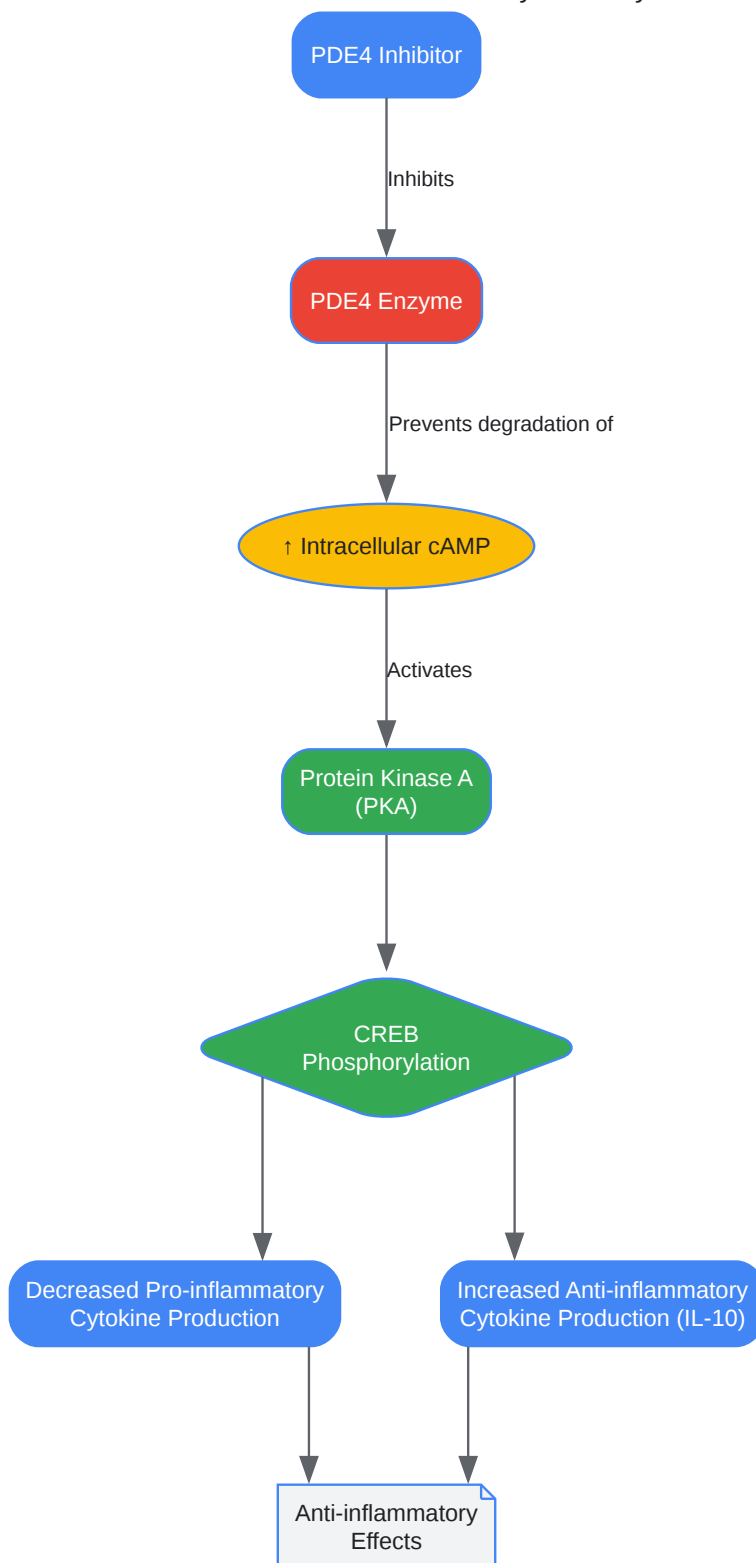 PDE4 Inhibitor
Inhibits
PDE4 Enzyme
Prevents degradation of
↑ Intracellular cAMP
Activates
Protein Kinase A
(PKA)
CREB
Phosphorylation
Decreased Pro-inflammatory
Cytokine Production
Increased Anti-inflammatory
Cytokine Production (IL-10)
Anti-inflammatory
Effects